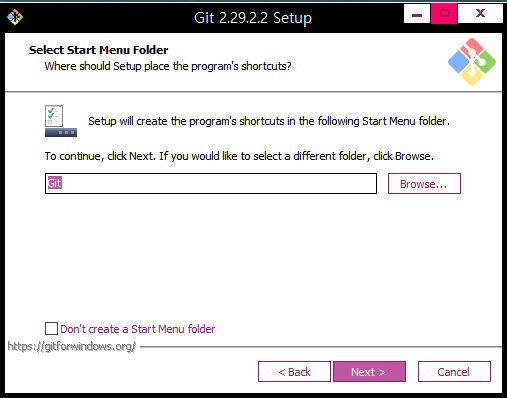 Git 2.29.2.2 Setup
Select Start Menu Folder
Where should Setup place the program's shortcuts?
Setup will create the program's shortcuts in the following Start Menu folder.
To continue, click Next. If you would like to select a different folder, click Browse.
Git
Browse...
Don't create a Start Menu folder
https://gitforwindows.org/
< Back
Next >
Cancel